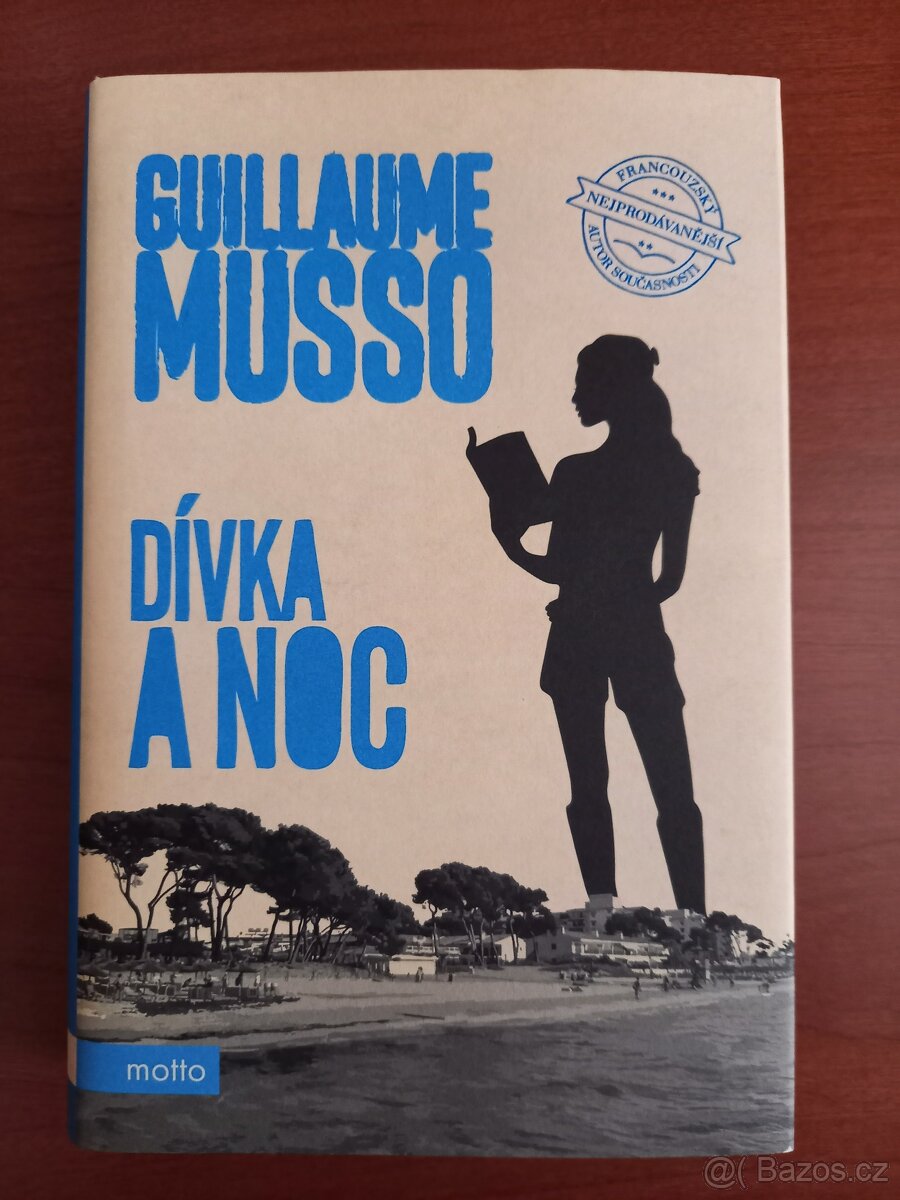 GUILLAUME
MUSSO
FRANCOUZSKÝ
NEJPRODÁVANĚJŠÍ
AUTOR SOUČASNOSTI
DÍVKA
A NOC
motto
@( Bazos.cz